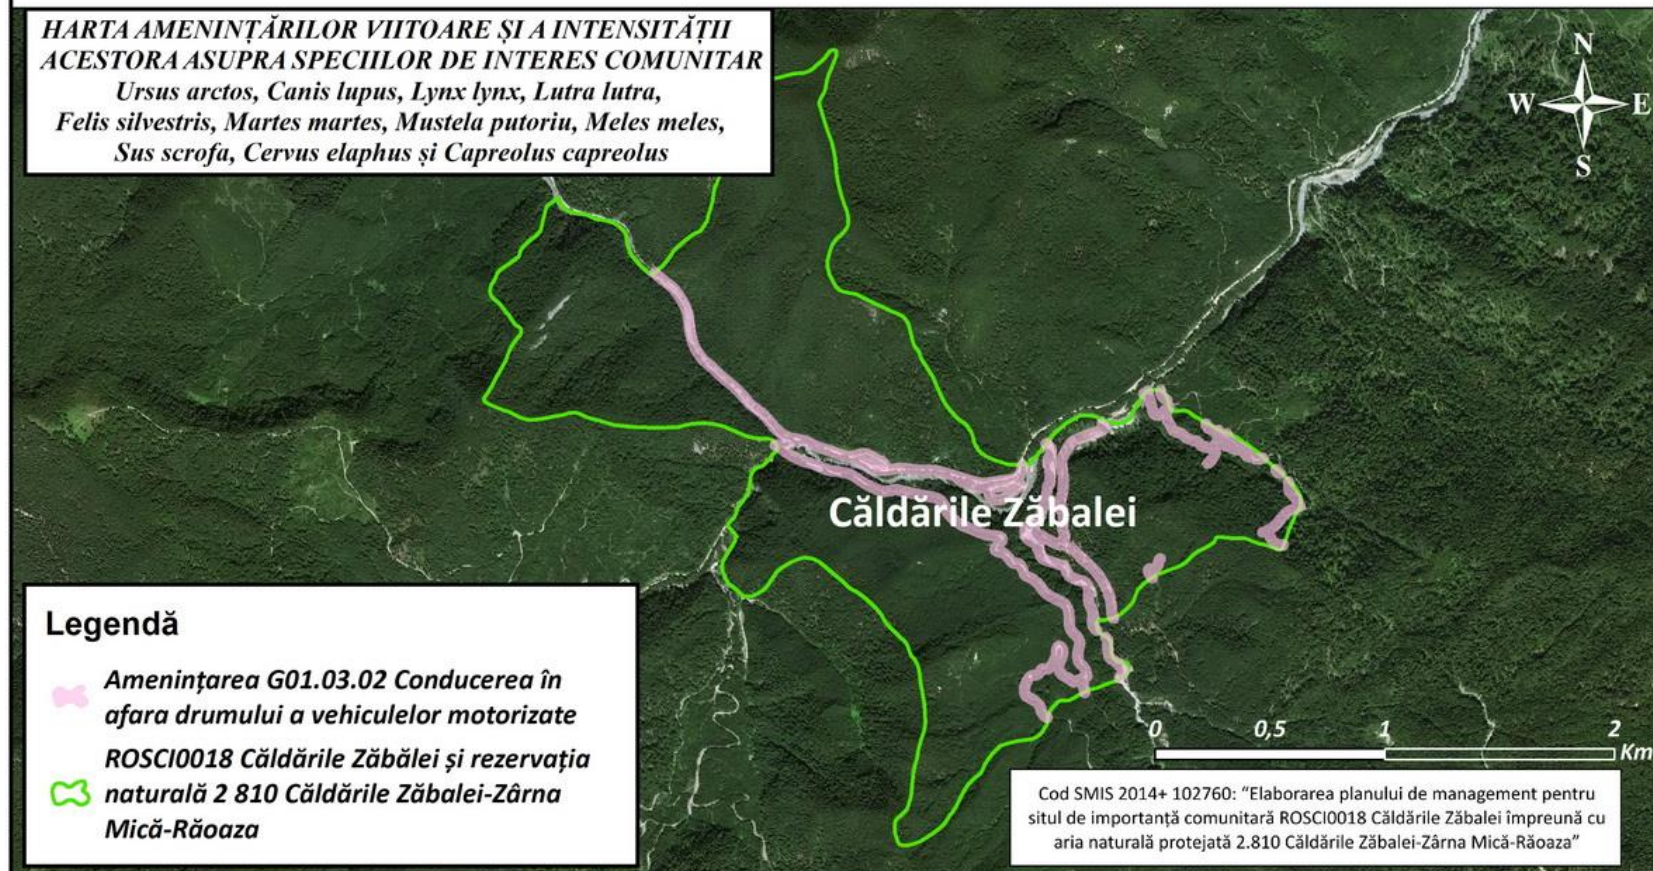 HARTA AMENINȚĂRILOR VIITOARE ȘI A INTENSITĂȚII
ACESTORA ASUPRA SPECIILOR DE INTERES COMUNITAR
Ursus arctos, Canis lupus, Lynx lynx, Lutra lutra,
Felis silvestris, Martes martes, Mustela putoriu, Meles meles,
Sus scrofa, Cervus elaphus și Capreolus capreolus
N
W E
S
Căldările Zăbalei
Legendă
Amenințarea G01.03.02 Conducerea în
afara drumului a vehiculelor motorizate
ROSCI0018 Căldările Zăbălei și rezervația
naturală 2 810 Căldările Zăbalei-Zârna
Mică-Răoaza
0 0,5 1 2
Km
Cod SMIS 2014+ 102760: “Elaborarea planului de management pentru
situl de importanță comunitară ROSCI0018 Căldările Zăbalei împreună cu
aria naturală protejată 2.810 Căldările Zăbalei-Zârna Mică-Răoaza”